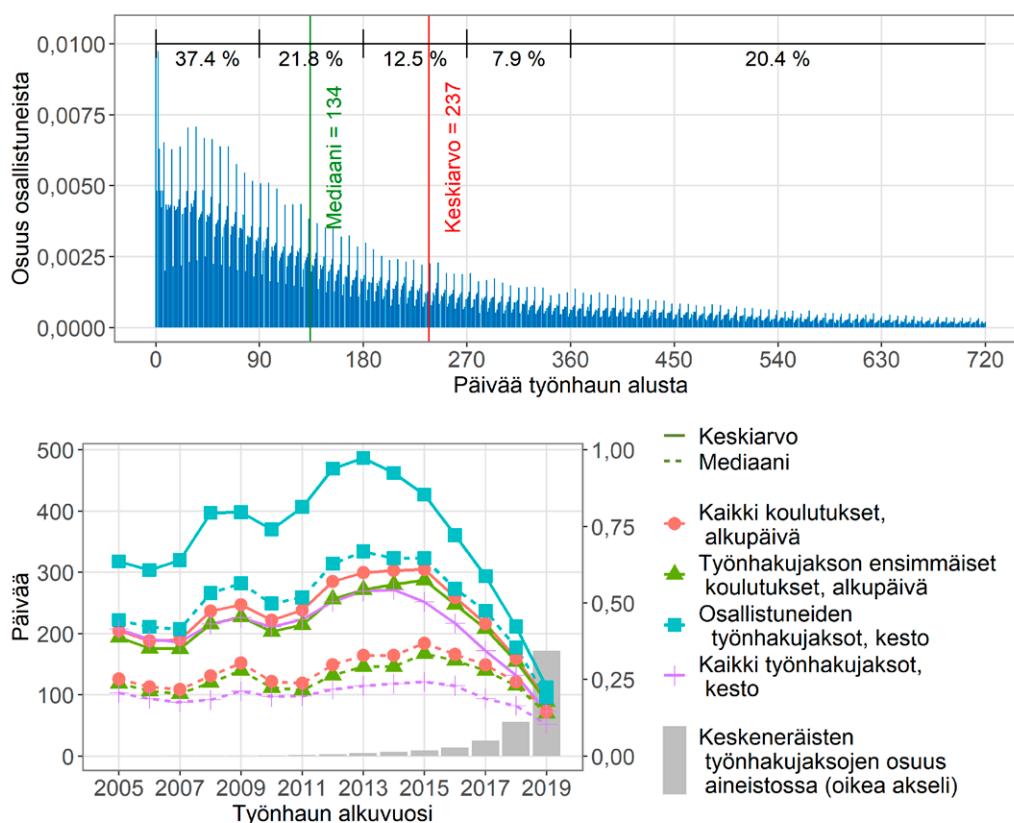 0,0100
0,0075
0,0050
0,0025
0,0000
Osuus osallistuneista
37.4 %
21.8 %
12.5 %
7.9 %
20.4 %
Mediaani = 134
Keskiarvo = 237
0 90 180 270 360 450 540 630 720
Päivää työnhaun alusta
500
400
300
200
100
0
Päivää
1,00
0,75
0,50
0,25
0,00
2005 2007 2009 2011 2013 2015 2017 2019
Työnhaun alkuvuosi
Keskiarvo
Mediaani
Kaikki koulutukset,
alkupäivä
Työnhakujakson ensimmäiset
koulutukset, alkupäivä
Osallistuneiden
työnhakujaksot, kesto
Kaikki työnhakujaksot,
kesto
Keskeneräisten
työnhakujaksojen osuus
aineistossa (oikea akseli)